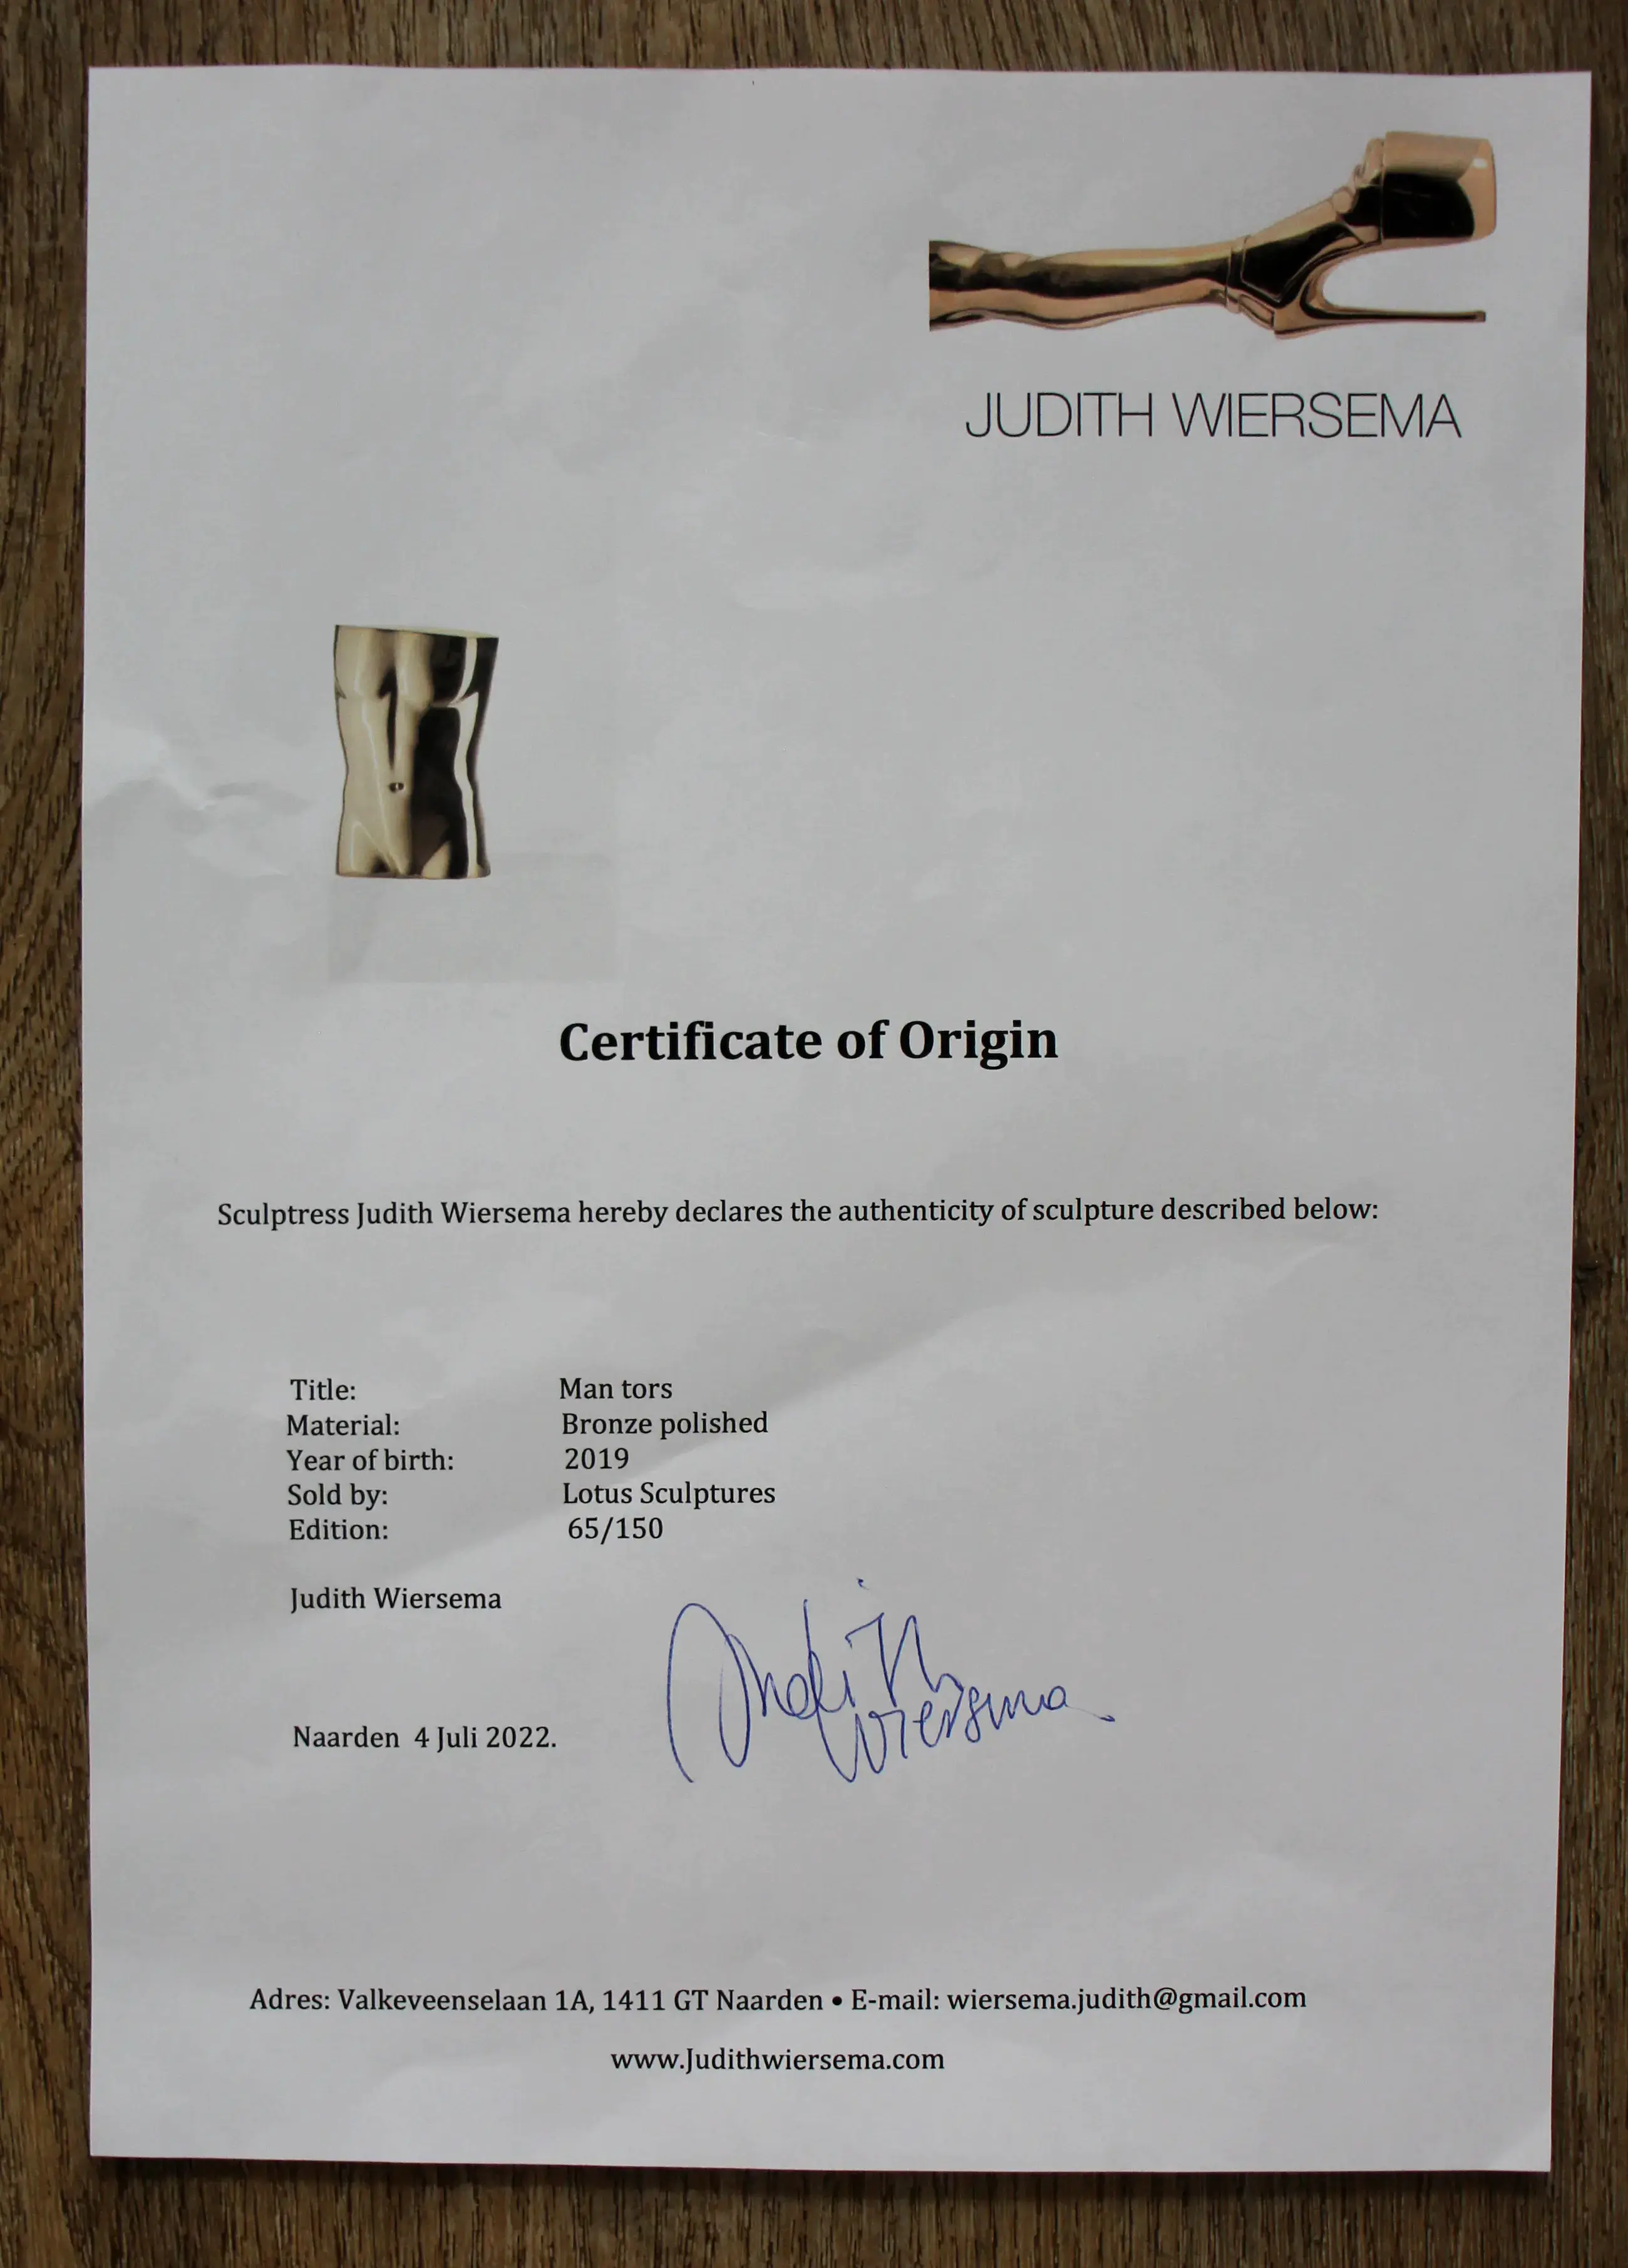 JUDITH WIERSEMA
Certificate of Origin
Sculptress Judith Wiersema hereby declares the authenticity of sculpture described below:
Title: Man tors
Material: Bronze polished
Year of birth: 2019
Sold by: Lotus Sculptures
Edition: 65/150
Judith Wiersema
Judith
Wiersma
Naarden 4 Juli 2022.
Adres: Valkeveenselaan 1A, 1411 GT Naarden • E-mail: wiersema.judith@gmail.com
www.Judithwiersema.com